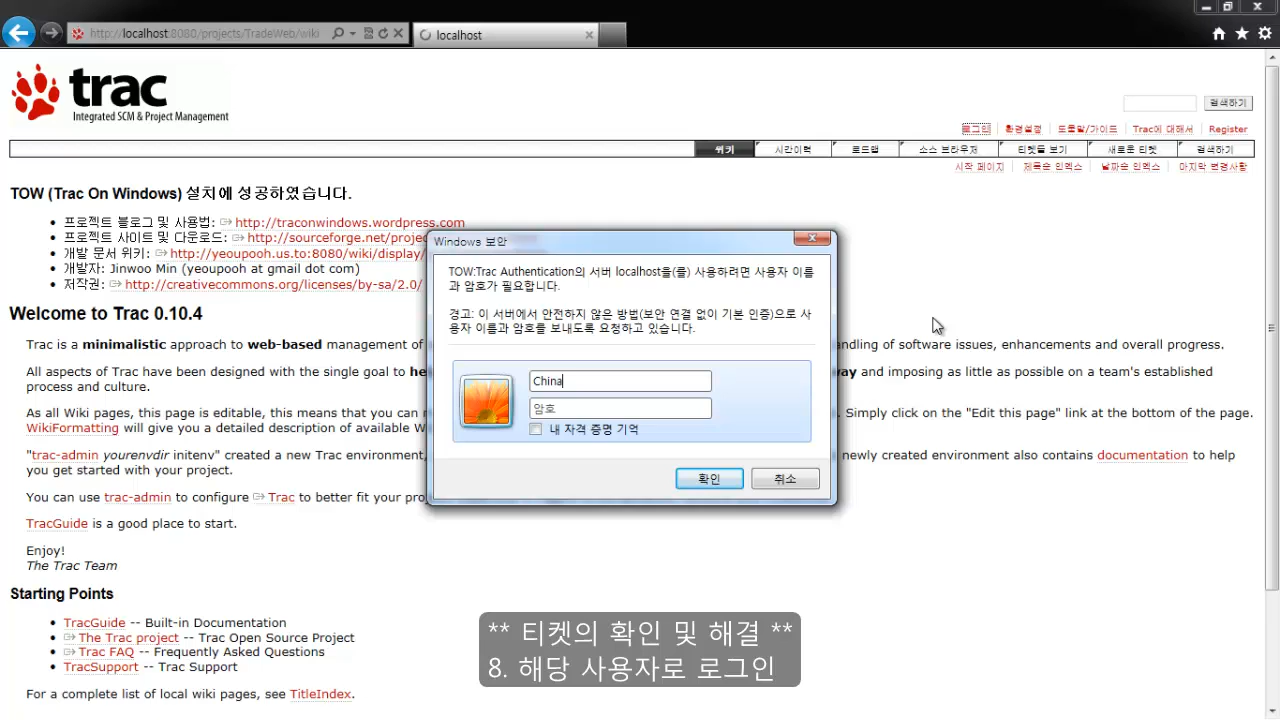 http://localhost:8080/projects/TradeWeb/wiki
localhost
trac
Integrated SCM & Project Management
검색하기
로그인 환경설정 도움말/가이드 Trac에 대해서 Register
위키 시간이력 로드맵 소스 브라우저 티켓들 보기 새로운 티켓 검색하기
시작 페이지 제목순 인덱스 날짜순 인덱스 마지막 변경사항
TOW (Trac On Windows) 설치에 성공하였습니다.
• 프로젝트 블로그 및 사용법: http://traconwindows.wordpress.com
• 프로젝트 사이트 및 다운로드: http://sourceforge.net/projec
• 개발 문서 위키: http://yeoupooh.us.to:8080/wiki/display/
• 개발자: Jinwoo Min (yeoupooh at gmail dot com)
• 저작권: http://creativecommons.org/licenses/by-sa/2.0/
Welcome to Trac 0.10.4
Trac is a minimalistic approach to web-based management of
ndling of software issues, enhancements and overall progress.
All aspects of Trac have been designed with the single goal to he
way and imposing as little as possible on a team's established
process and culture.
As all Wiki pages, this page is editable, this means that you can
. Simply click on the "Edit this page" link at the bottom of the page.
WikiFormatting will give you a detailed description of available W
"trac-admin yourenvdir initenv" created a new Trac environment,
newly created environment also contains documentation to help
you get started with your project.
You can use trac-admin to configure Trac to better fit your pro
TracGuide is a good place to start.
Enjoy!
The Trac Team
Starting Points
• TracGuide -- Built-in Documentation
• The Trac project -- Trac Open Source Project
• Trac FAQ -- Frequently Asked Questions
• TracSupport -- Trac Support
For a complete list of local wiki pages, see TitleIndex.
Windows 보안
TOW:Trac Authentication의 서버 localhost을(를) 사용하려면 사용자 이름
과 암호가 필요합니다.
경고: 이 서버에서 안전하지 않은 방법(보안 연결 없이 기본 인증)으로 사
용자 이름과 암호를 보내도록 요청하고 있습니다.
China
암호
내 자격 증명 기억
확인 취소
** 티켓의 확인 및 해결 **
8. 해당 사용자로 로그인